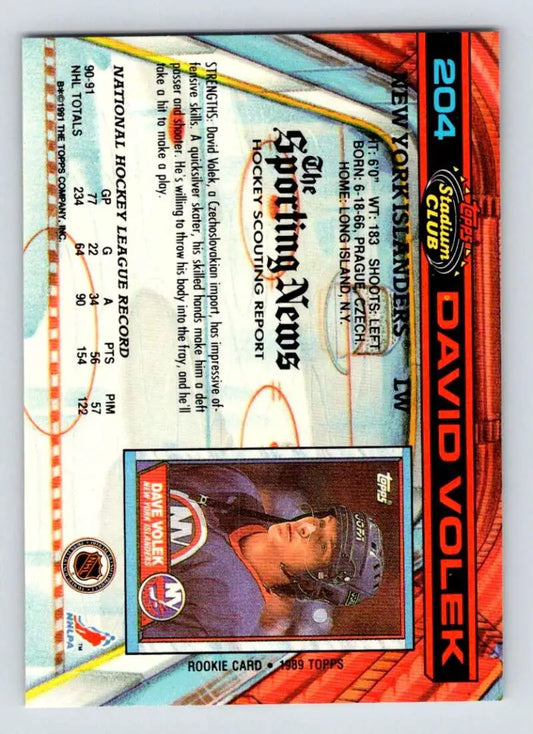 204
TOPPS
Stadium
CLUB
DAVID VOLEK
NEW YORK ISLANDERS LW
HT: 6'0" WT: 183 SHOOTS: LEFT
BORN: 6-18-66, PRAGUE, CZECH.
HOME: LONG ISLAND, N.Y.
The
Sporting News
HOCKEY SCOUTING REPORT
STRENGTHS: David Volek, a Czechoslovakian import, has impressive of-
fensive skills. A quicksilver skater, his skilled hands make him a deft
passer and shooter. He's willing to throw his body into the fray, and he'll
take a hit to make a play.
NATIONAL HOCKEY LEAGUE RECORD
GP G A PTS PIM
90-91 77 22 34 56 57
NHL TOTALS 234 64 90 154 122
B*©1991 THE TOPPS COMPANY, INC.
TOPPS
JOFA
NY
DAVE VOLEK
NEW YORK ISLANDERS
NY
ROOKIE CARD • 1989 TOPPS
NHL
NHLPA™